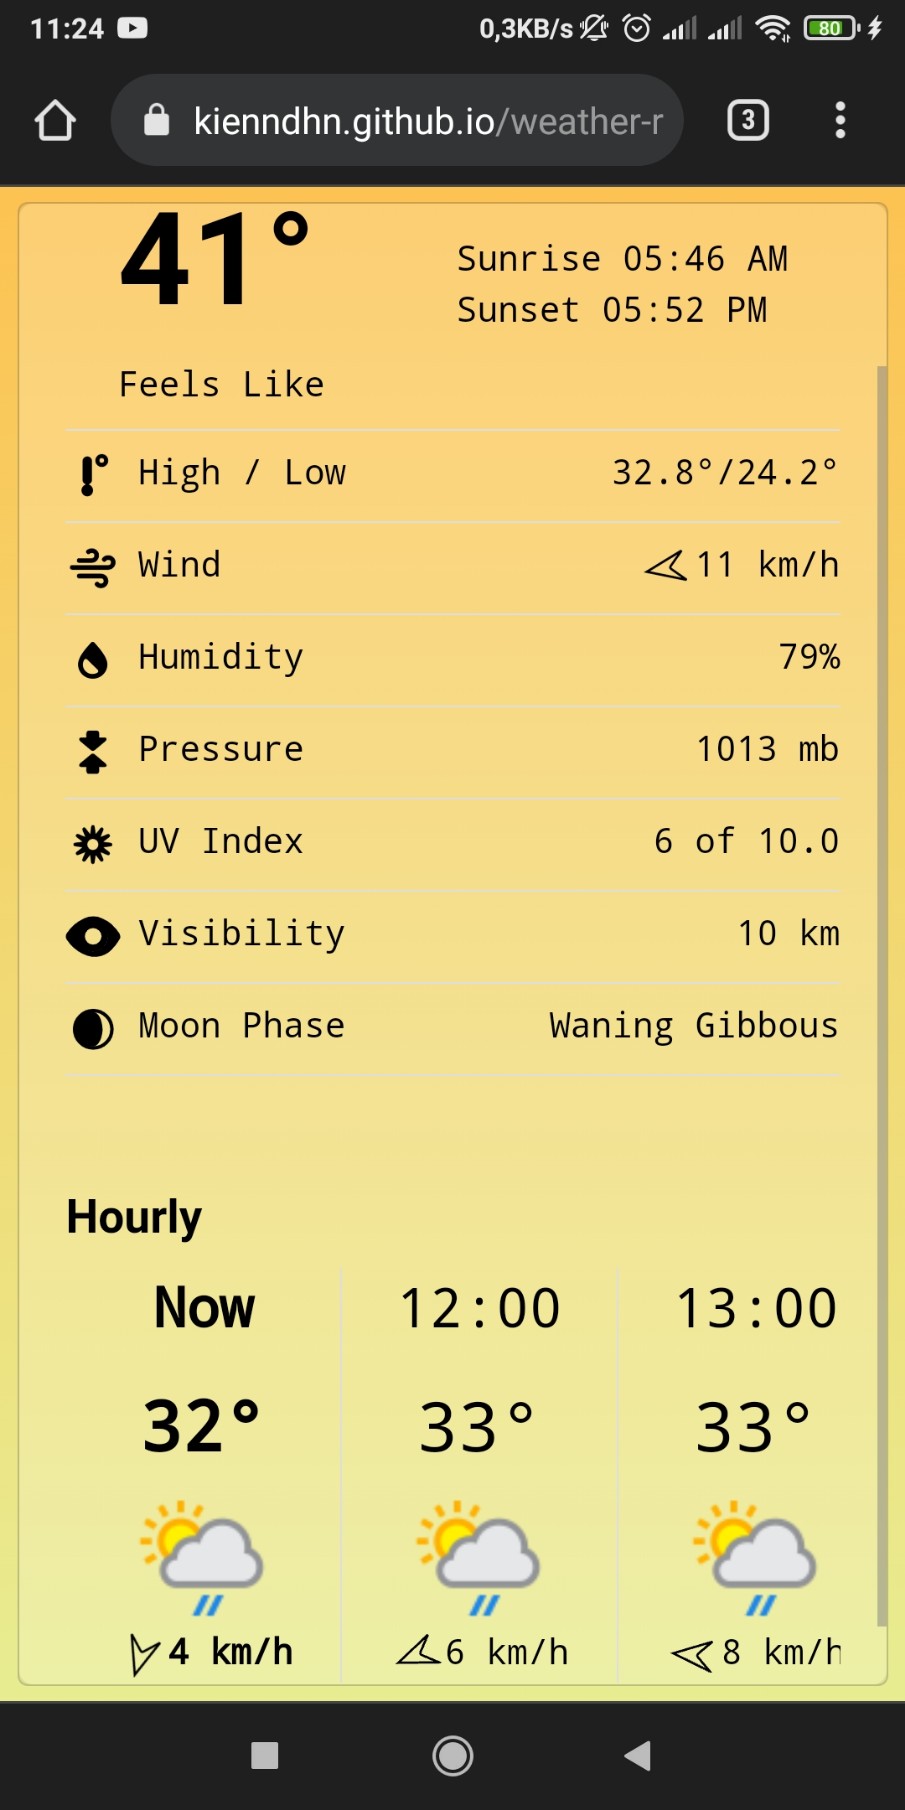 11:24 0,3KB/s 80
kienndhn.github.io/weather-r 3
41°
Sunrise 05:46 AM
Sunset 05:52 PM
Feels Like
High / Low 32.8°/24.2°
Wind 11 km/h
Humidity 79%
Pressure 1013 mb
UV Index 6 of 10.0
Visibility 10 km
Moon Phase Waning Gibbous
Hourly
Now 12:00 13:00
32° 33° 33°
4 km/h 6 km/h 8 km/h